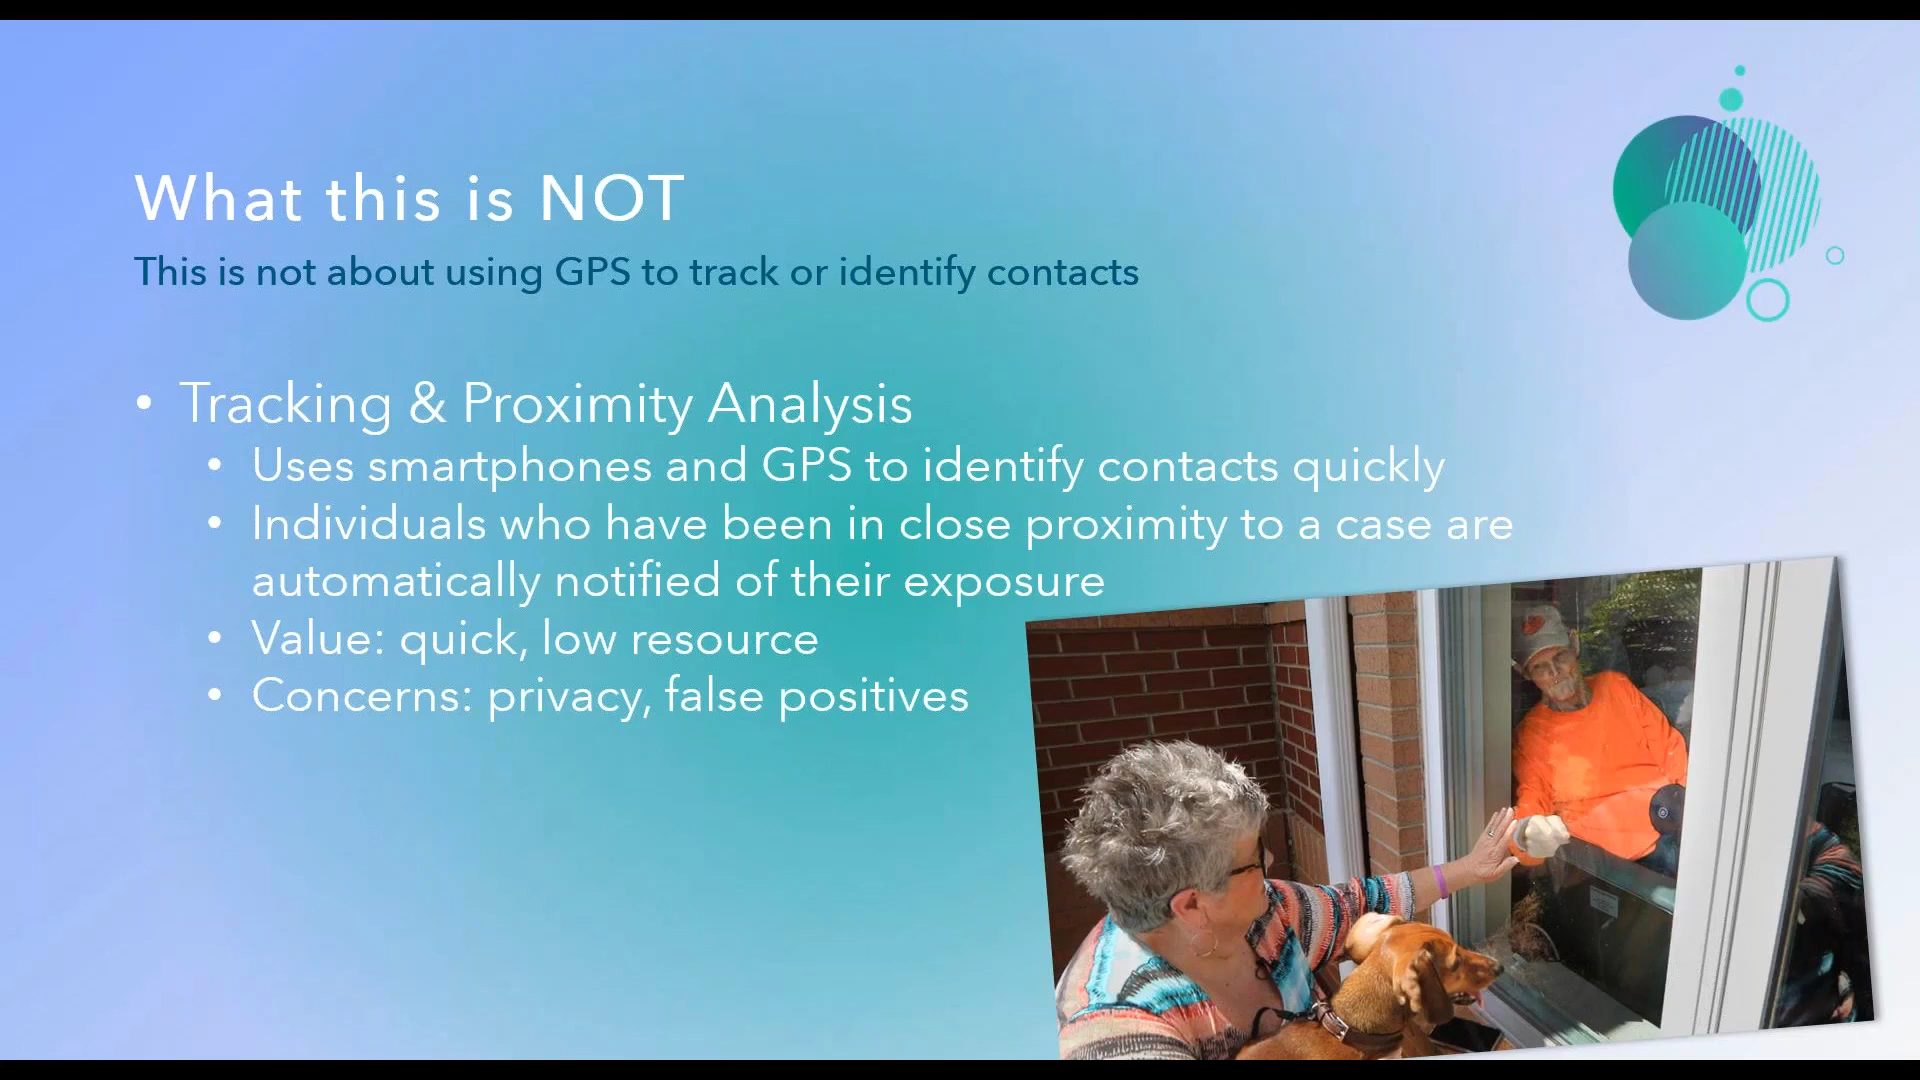 What this is NOT
This is not about using GPS to track or identify contacts
• Tracking & Proximity Analysis
• Uses smartphones and GPS to identify contacts quickly
• Individuals who have been in close proximity to a case are
automatically notified of their exposure
• Value: quick, low resource
• Concerns: privacy, false positives